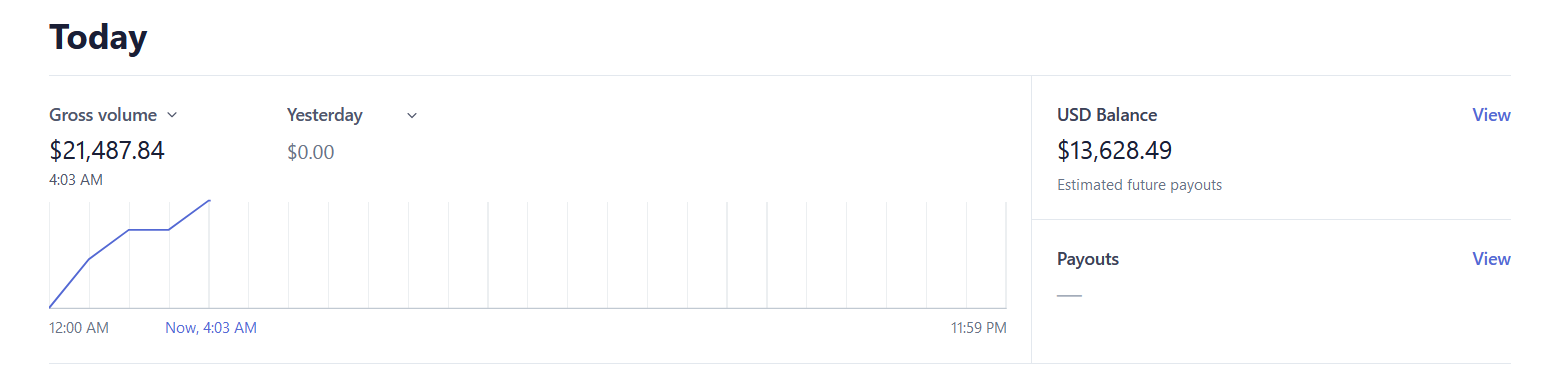 Today
Gross volume
$21,487.84
4:03 AM
Yesterday
$0.00
12:00 AM
Now, 4:03 AM
11:59 PM
USD Balance
View
$13,628.49
Estimated future payouts
Payouts
View
—